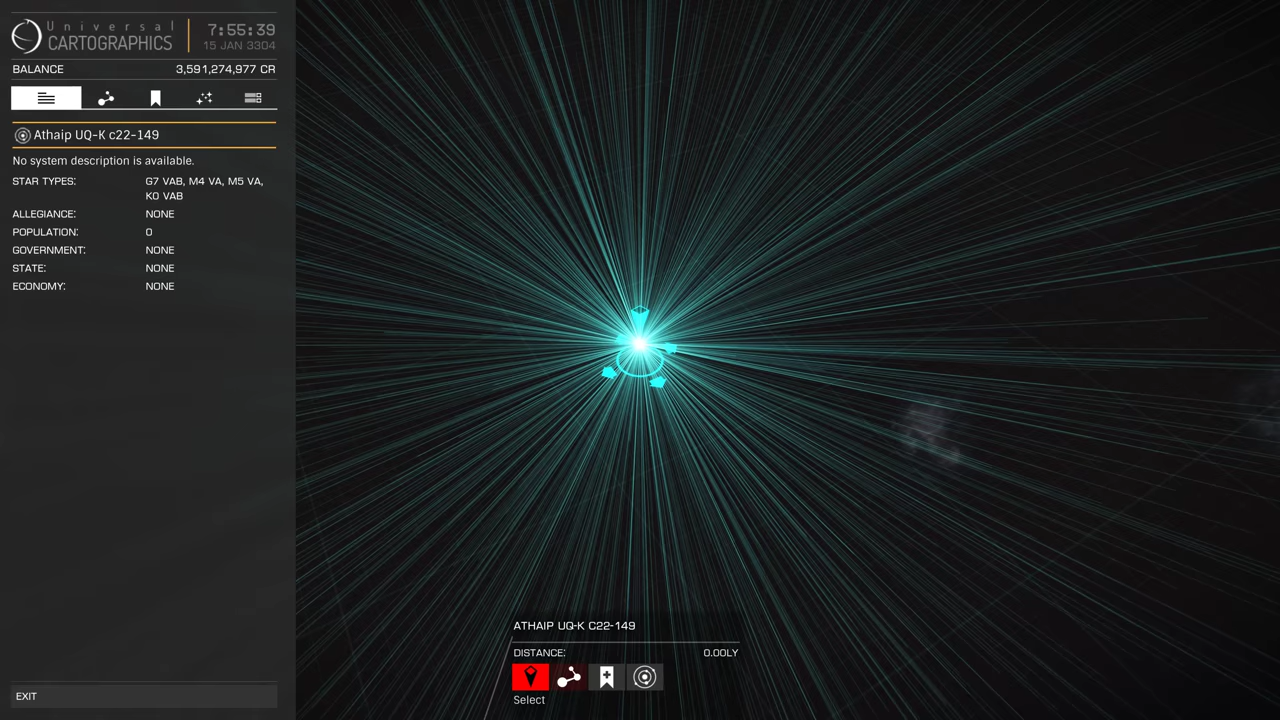 Universal
CARTOGRAPHICS
7:55:39
15 JAN 3304
BALANCE 3,591,274,977 CR
Athaip UQ-K c22-149
No system description is available.
STAR TYPES: G7 VAB, M4 VA, M5 VA,
K0 VAB
ALLEGIANCE: NONE
POPULATION: 0
GOVERNMENT: NONE
STATE: NONE
ECONOMY: NONE
ATHAIP UQ-K C22-149
DISTANCE: 0.00LY
Select
EXIT